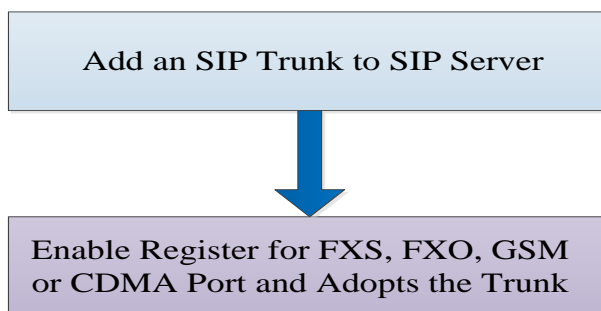 Add an SIP Trunk to SIP Server
Enable Register for FXS, FXO, GSM
or CDMA Port and Adopts the Trunk